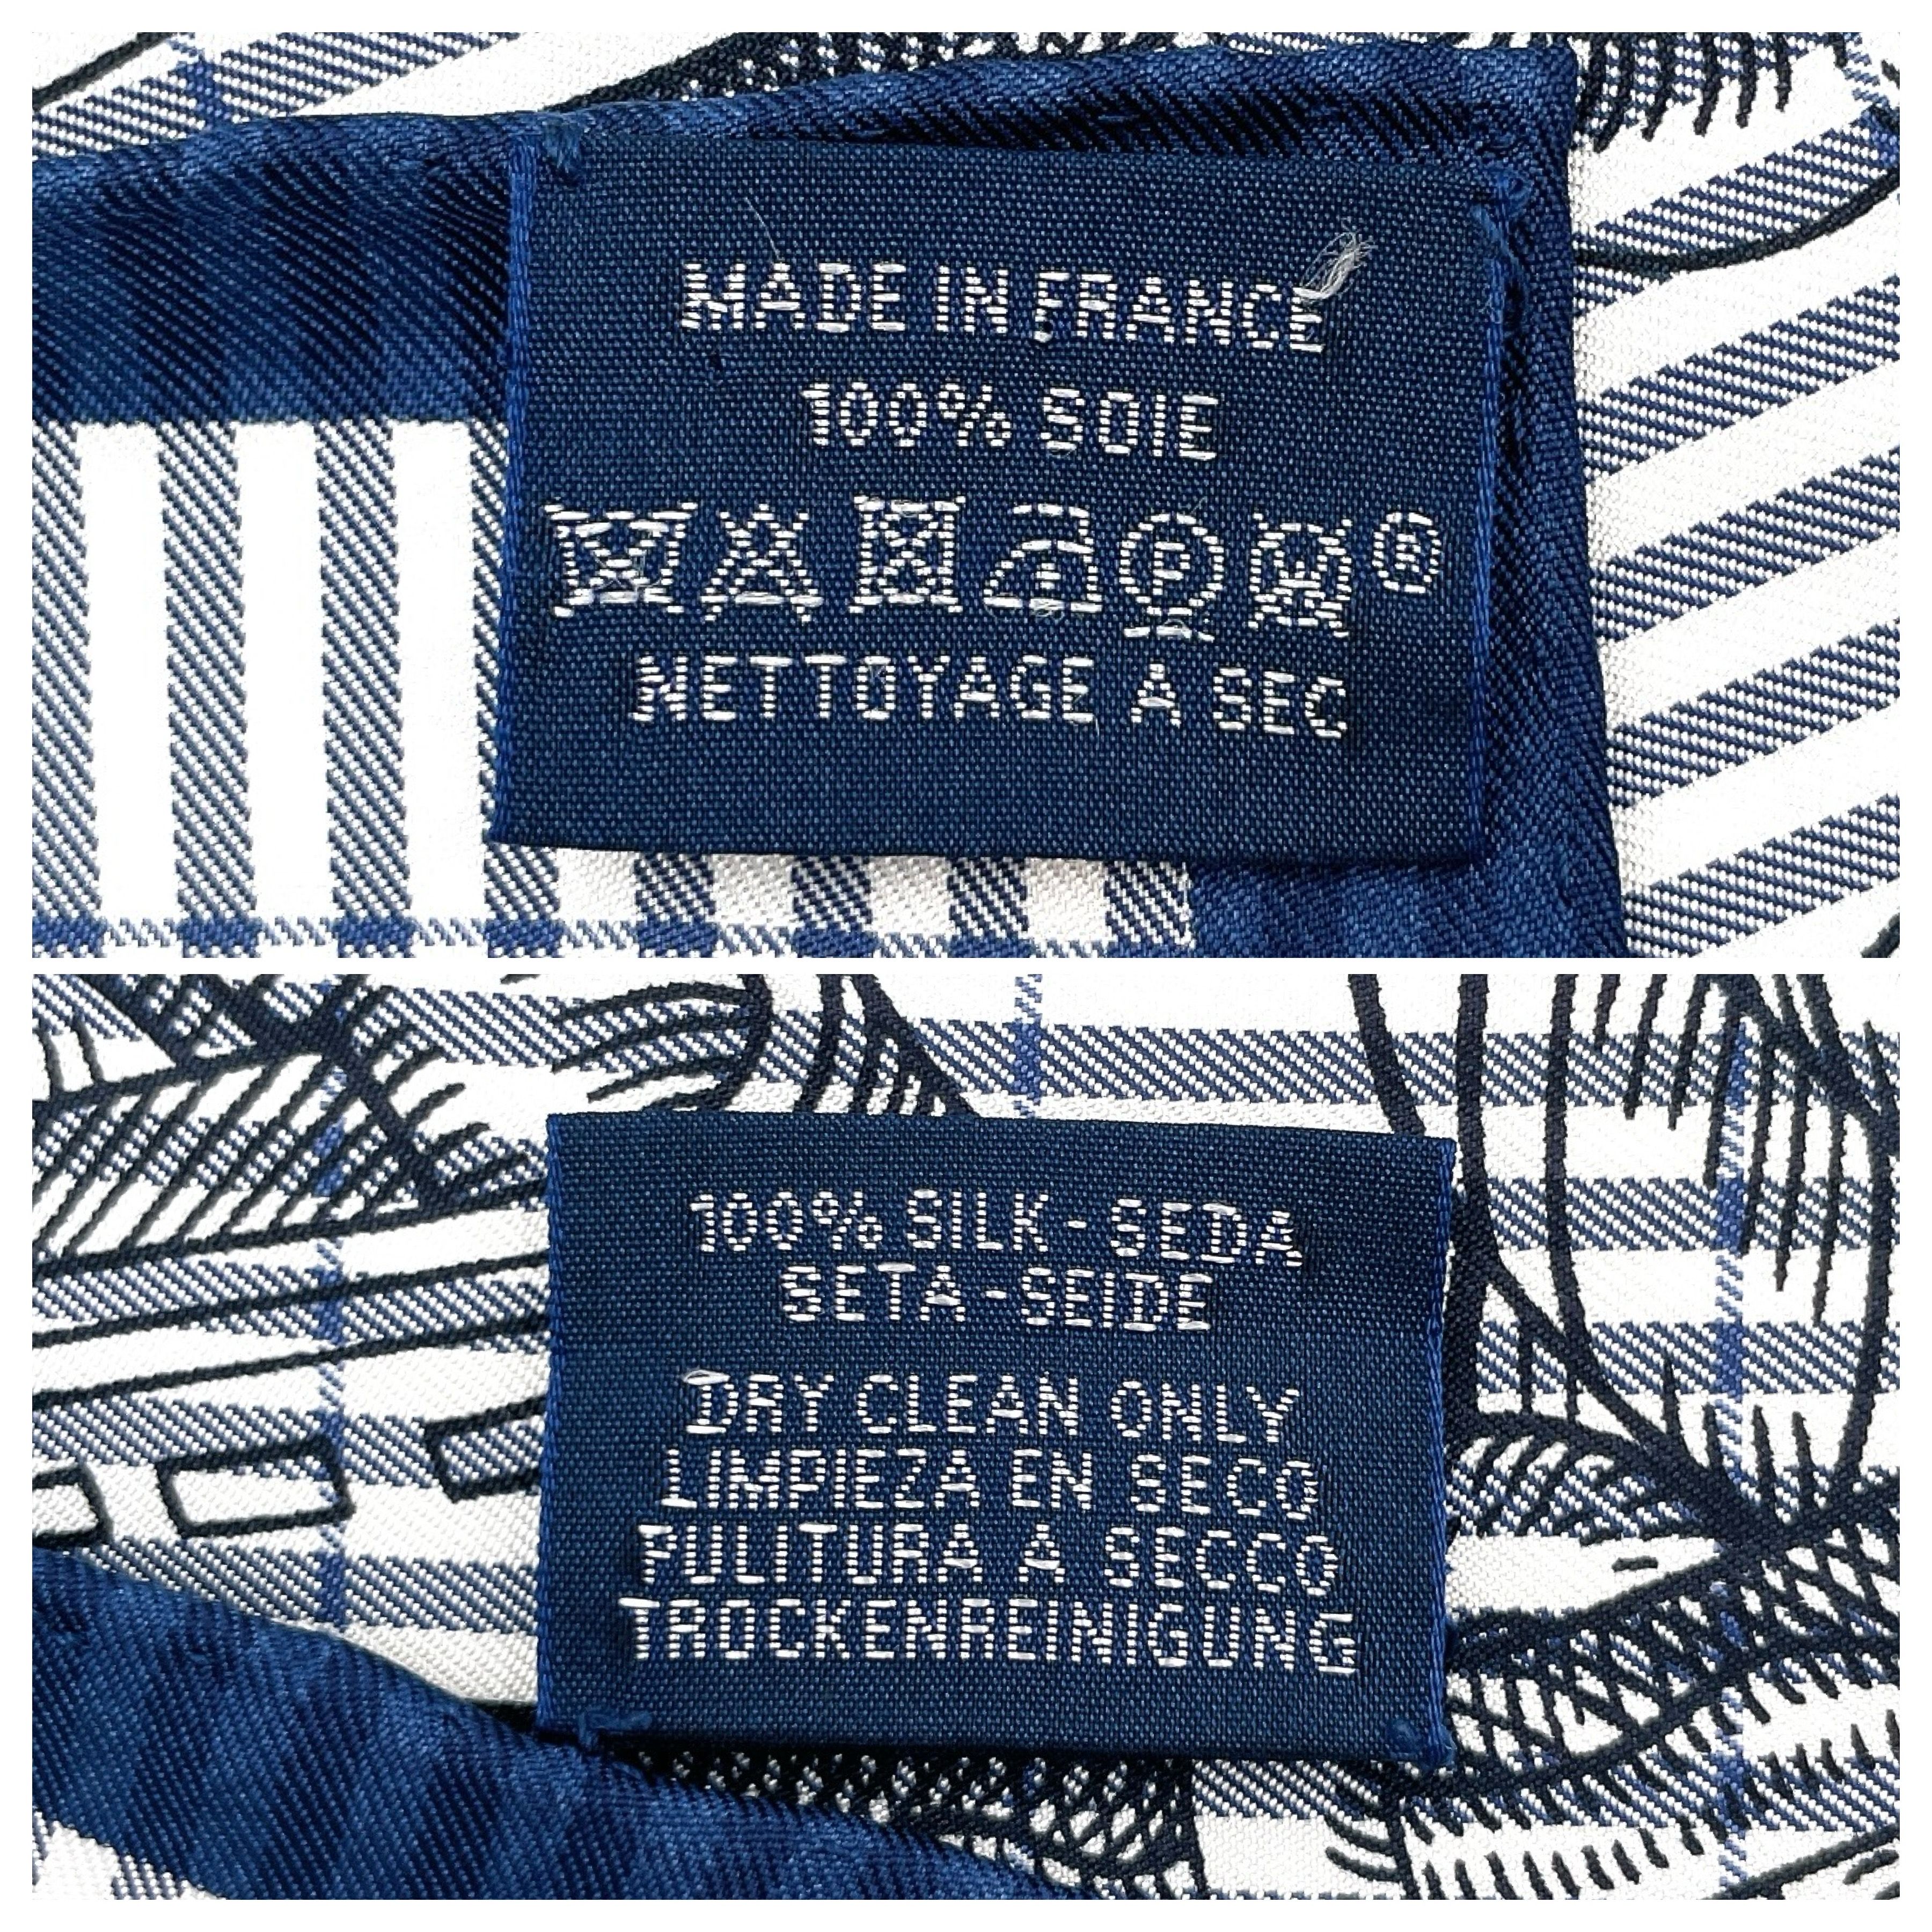 MADE IN FRANCE
100% SOIE
P ®
NETTOYAGE A SEC
100% SILK - SEDA
SETA - SEIDE
DRY CLEAN ONLY
LIMPIEZA EN SECO
PULITURA A SECCO
TROCKENREINIGUNG